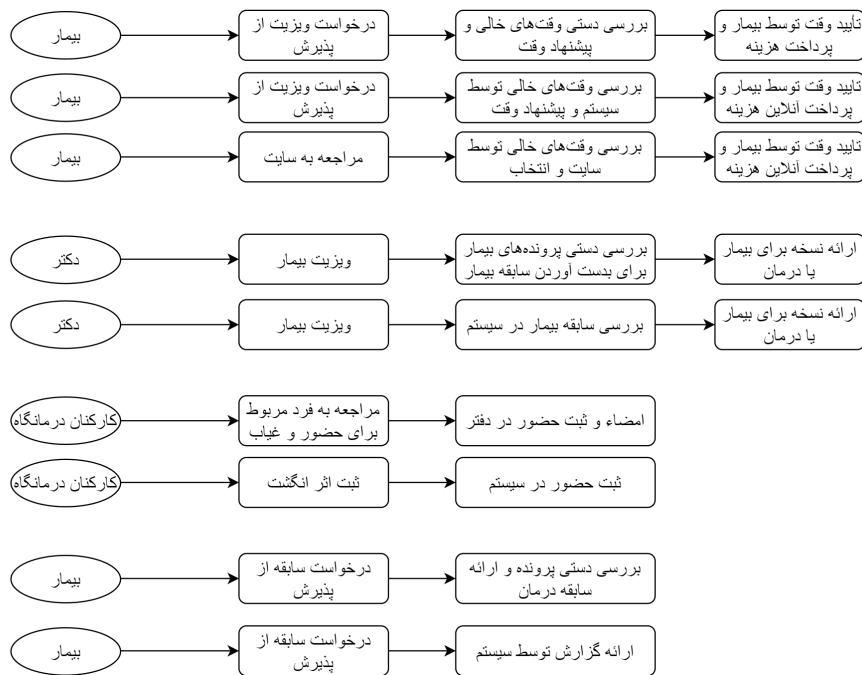 بیمار
درخواست ویزیت از
پذیرش
بررسی دستی وقت‌های خالی و
پیشنهاد وقت
تأیید وقت توسط بیمار و
پرداخت هزینه
بیمار
درخواست ویزیت از
پذیرش
بررسی وقت‌های خالی توسط
سیستم و پیشنهاد وقت
تایید وقت توسط بیمار و
پرداخت آنلاین هزینه
بیمار
مراجعه به سایت
بررسی وقت‌های خالی توسط
سایت و انتخاب
تایید وقت توسط بیمار و
پرداخت آنلاین هزینه
دکتر
ویزیت بیمار
بررسی دستی پرونده‌های بیمار
برای بدست آوردن سابقه بیمار
ارائه نسخه برای بیمار
یا درمان
دکتر
ویزیت بیمار
بررسی سابقه بیمار در سیستم
ارائه نسخه برای بیمار
یا درمان
کارکنان درمانگاه
مراجعه به فرد مربوط
برای حضور و غیاب
امضاء و ثبت حضور در دفتر
کارکنان درمانگاه
ثبت اثر انگشت
ثبت حضور در سیستم
بیمار
درخواست سابقه از
پذیرش
بررسی دستی پرونده و ارائه
سابقه درمان
بیمار
درخواست سابقه از
پذیرش
ارائه گزارش توسط سیستم